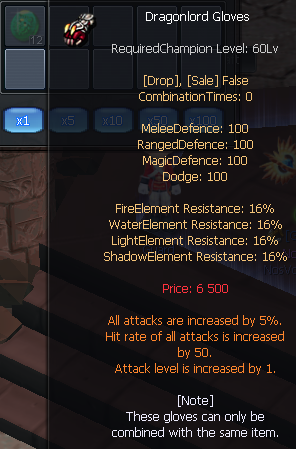 Dragonlord Gloves
RequiredChampion Level: 60Lv
[Drop], [Sale] False
CombinationTimes: 0
MeleeDefence: 100
RangedDefence: 100
MagicDefence: 100
Dodge: 100
FireElement Resistance: 16%
WaterElement Resistance: 16%
LightElement Resistance: 16%
ShadowElement Resistance: 16%
Price: 6 500
All attacks are increased by 5%.
Hit rate of all attacks is increased
by 50.
Attack level is increased by 1.
[Note]
These gloves can only be
combined with the same item.
12
x1
x5
x10
x50
x100